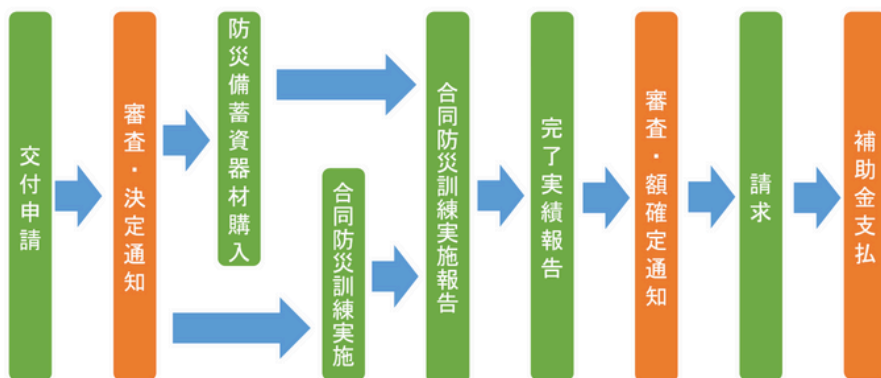 交付申請
審査・決定通知
防災備蓄資器材購入
合同防災訓練実施
合同防災訓練実施報告
完了実績報告
審査・額確定通知
請求
補助金支払